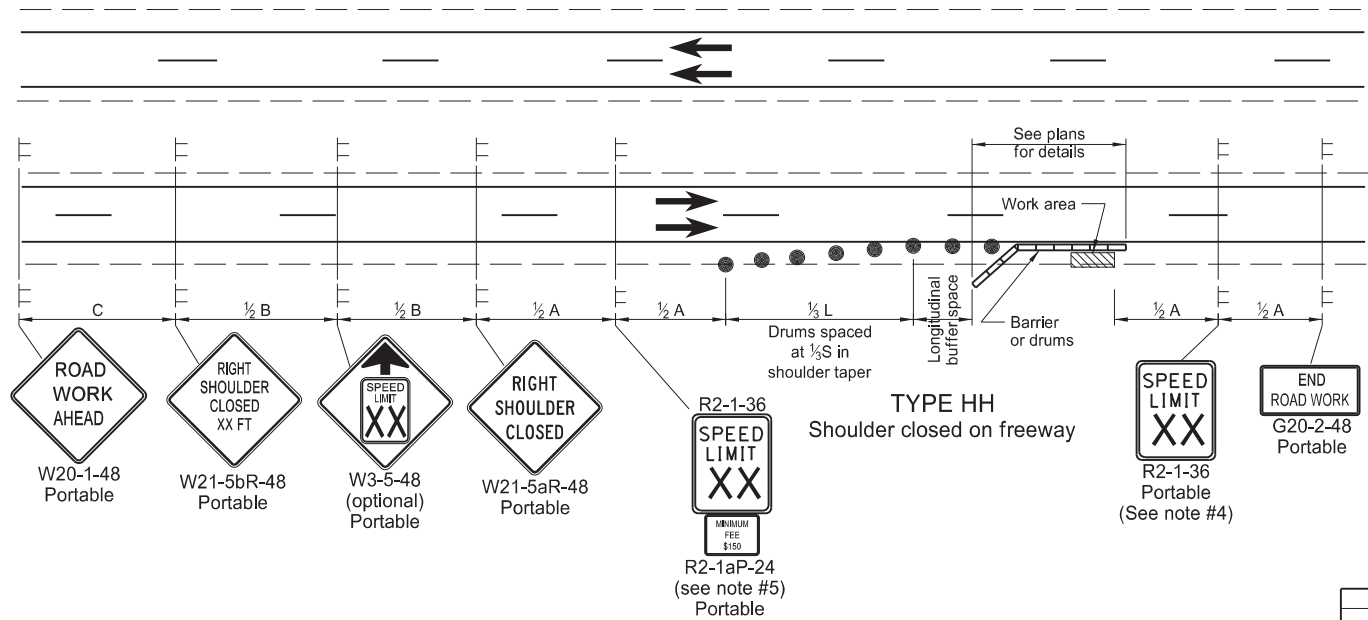 See plans
for details
Work area
C
½ B
½ B
½ A
½ A
⅓ L
Drums spaced
at ⅓S in
shoulder taper
Longitudinal
buffer space
Barrier
or drums
½ A
½ A
ROAD
WORK
AHEAD
W20-1-48
Portable
RIGHT
SHOULDER
CLOSED
XX FT
W21-5bR-48
Portable
SPEED
LIMIT
XX
W3-5-48
(optional)
Portable
RIGHT
SHOULDER
CLOSED
W21-5aR-48
Portable
R2-1-36
SPEED
LIMIT
XX
MINIMUM
FEE
$150
R2-1aP-24
(see note #5)
Portable
TYPE HH
Shoulder closed on freeway
SPEED
LIMIT
XX
R2-1-36
Portable
(See note #4)
END
ROAD WORK
G20-2-48
Portable